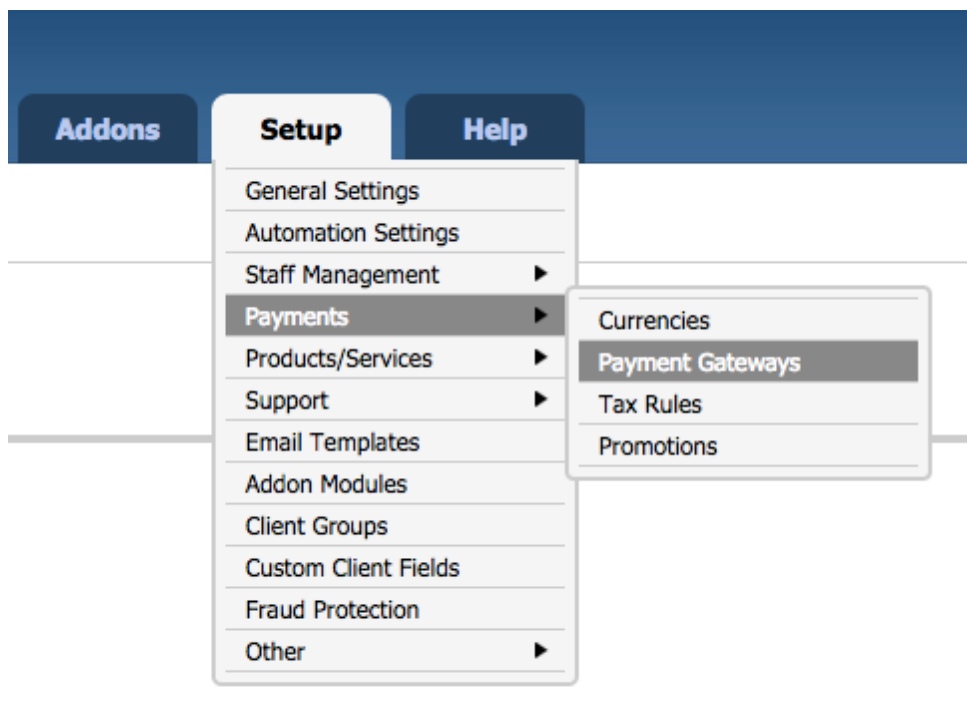 Addons
Setup
Help
General Settings
Automation Settings
Staff Management
Payments
Products/Services
Support
Email Templates
Addon Modules
Client Groups
Custom Client Fields
Fraud Protection
Other
Currencies
Payment Gateways
Tax Rules
Promotions